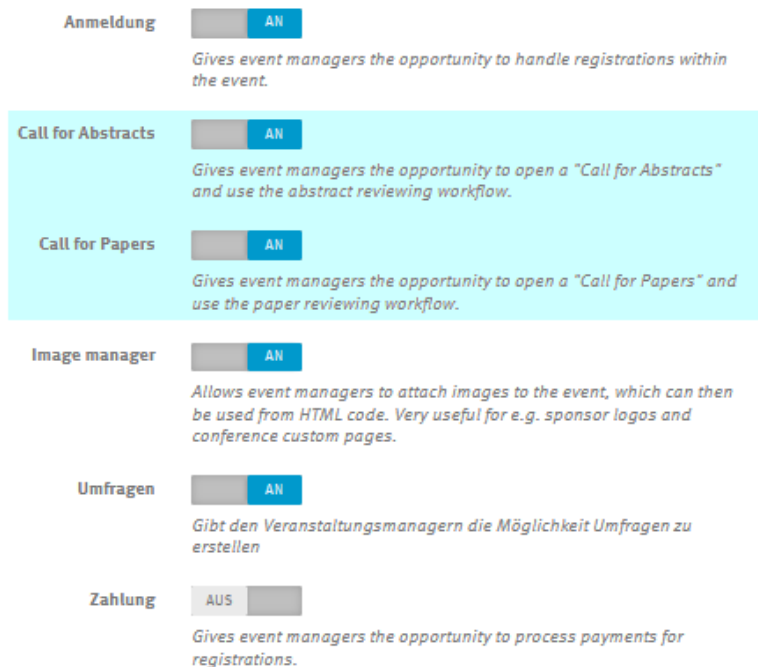 Anmeldung AN
Gives event managers the opportunity to handle registrations within
the event.
Call for Abstracts AN
Gives event managers the opportunity to open a "Call for Abstracts"
and use the abstract reviewing workflow.
Call for Papers AN
Gives event managers the opportunity to open a "Call for Papers" and
use the paper reviewing workflow.
Image manager AN
Allows event managers to attach images to the event, which can then
be used from HTML code. Very useful for e.g. sponsor logos and
conference custom pages.
Umfragen AN
Gibt den Veranstaltungsmanagern die Möglichkeit Umfragen zu
erstellen
Zahlung AUS
Gives event managers the opportunity to process payments for
registrations.